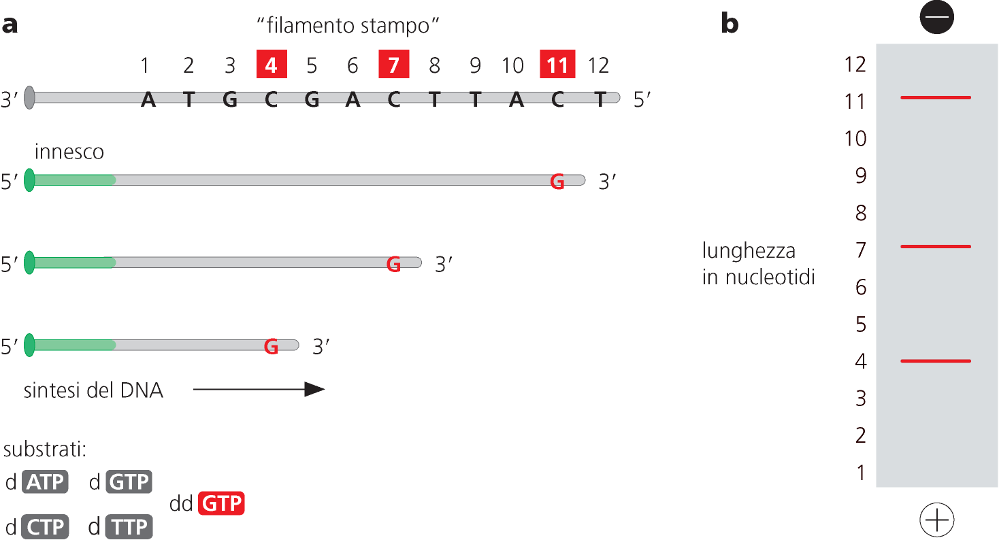 a
“filamento stampo”
1 2 3 4 5 6 7 8 9 10 11 12
3′ A T G C G A C T T A C T 5′
innesco
5′ G 3′
5′ G 3′
5′ G 3′
sintesi del DNA
substrati:
d ATP d GTP
dd GTP
d CTP d TTP
b
−
12
11
10
9
8
7
6
5
4
3
2
1
lunghezza
in nucleotidi
+